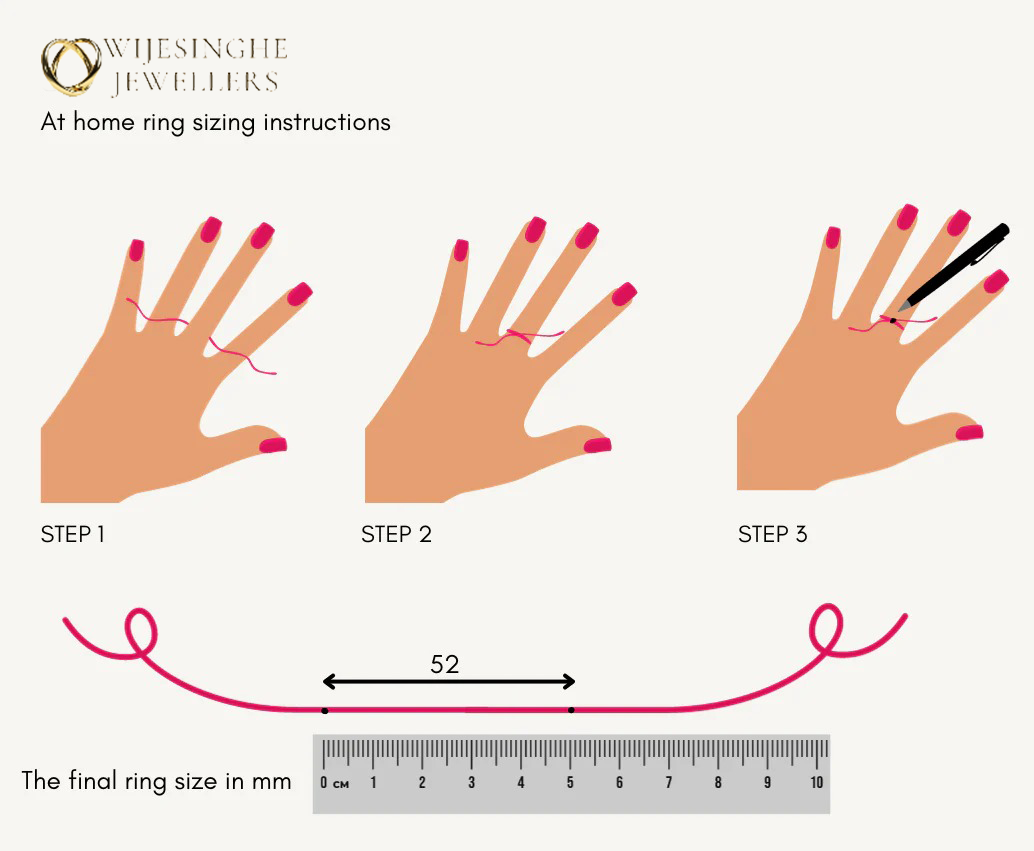 WIJESINGHE
JEWELLERS
At home ring sizing instructions
STEP 1
STEP 2
STEP 3
52
The final ring size in mm
0 CM 1 2 3 4 5 6 7 8 9 10